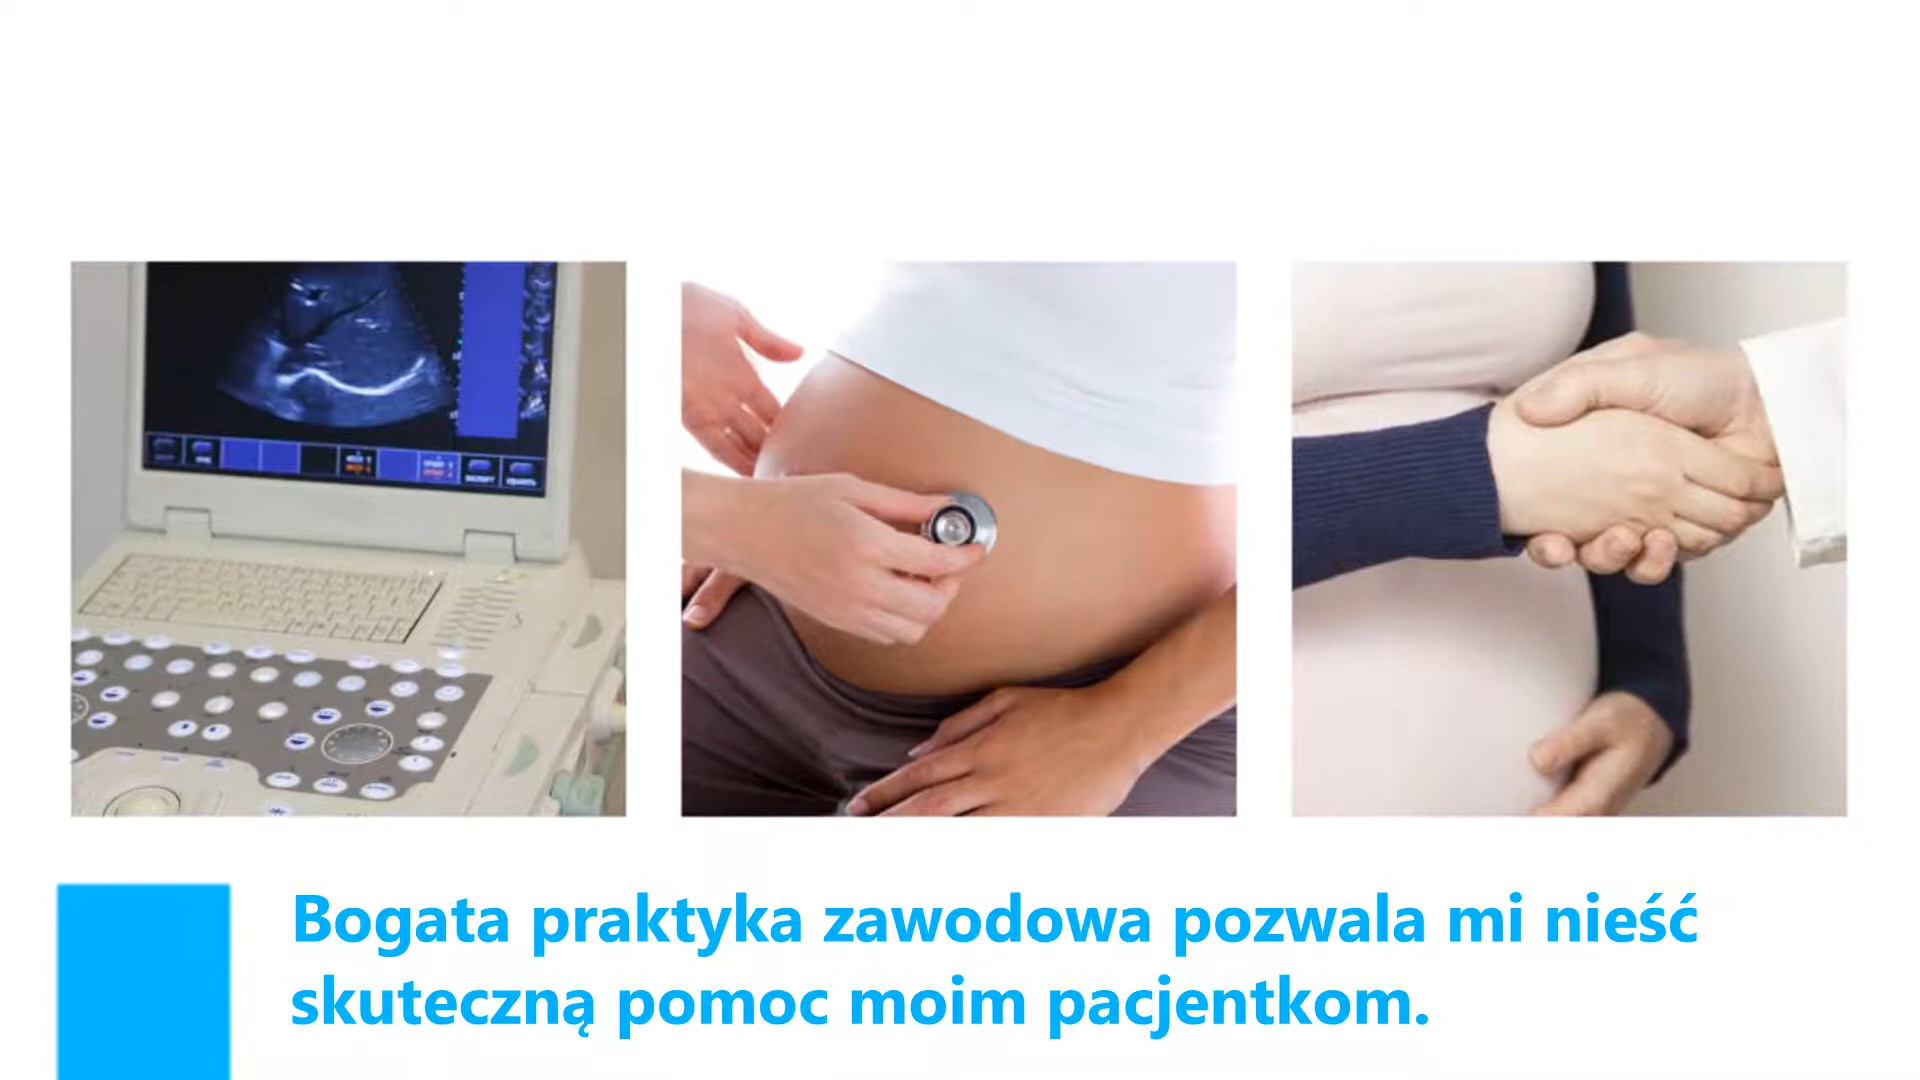 Bogata praktyka zawodowa pozwala mi nieść
skuteczną pomoc moim pacjentkom.